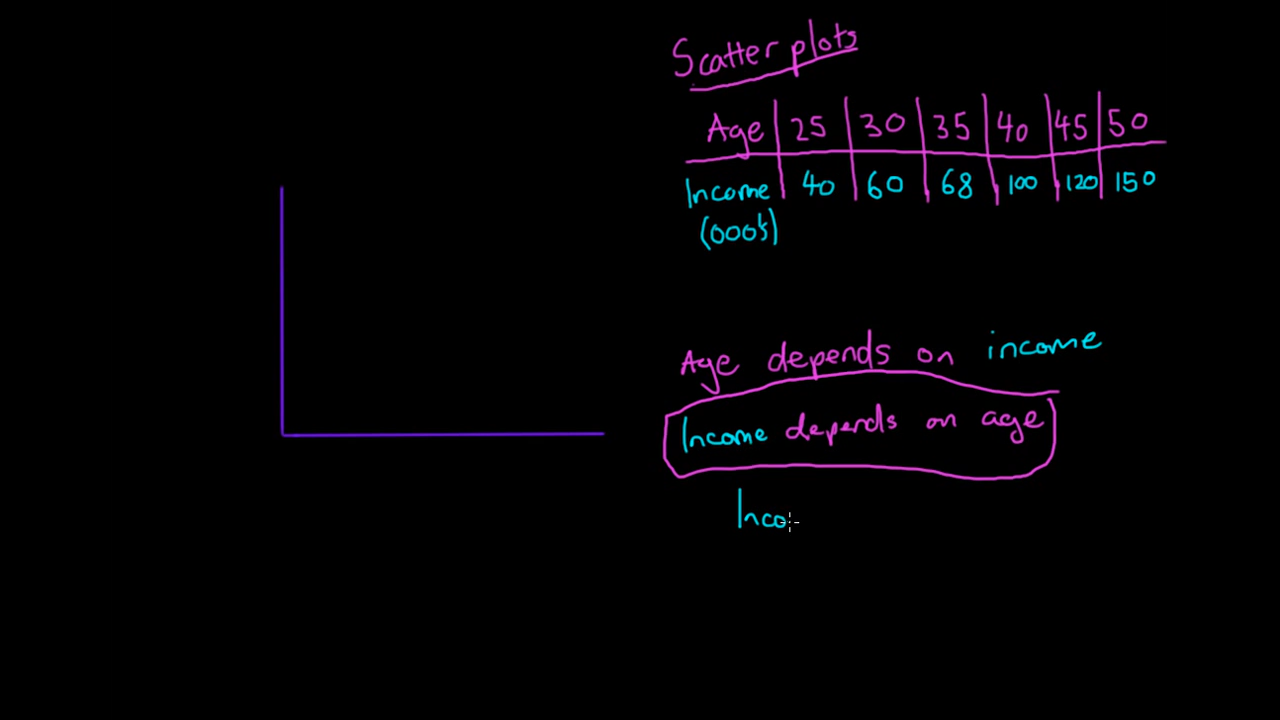 Scatter plots
Age 25 30 35 40 45 50
Income 40 60 68 100 120 150
(000's)
Age depends on income
Income depends on age
Inco